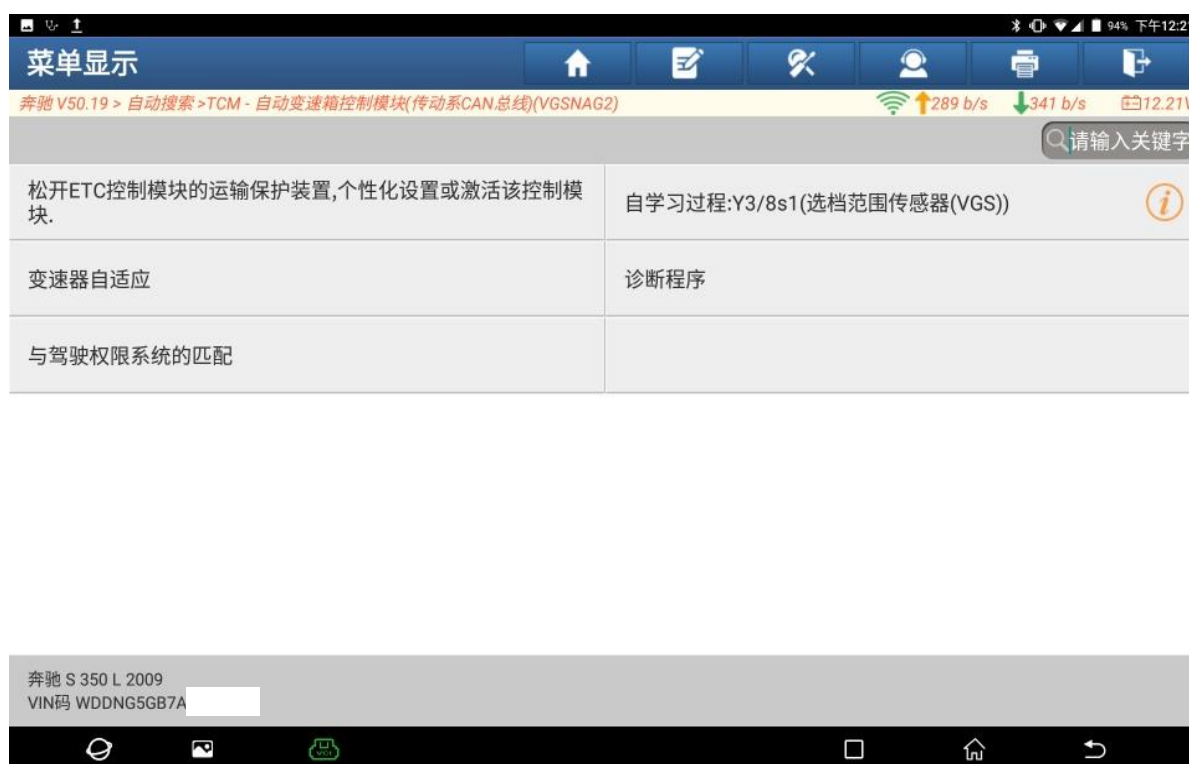 94% 下午12:2
菜单显示
奔驰 V50.19 > 自动搜索 >TCM - 自动变速箱控制模块(传动系CAN总线)(VGSNAG2)
289 b/s
341 b/s
12.21V
请输入关键字
松开ETC控制模块的运输保护装置,个性化设置或激活该控制模
块.
自学习过程:Y3/8s1(选档范围传感器(VGS))
变速器自适应
诊断程序
与驾驶权限系统的匹配
奔驰 S 350 L 2009
VIN码 WDDNG5GB7A
VCI